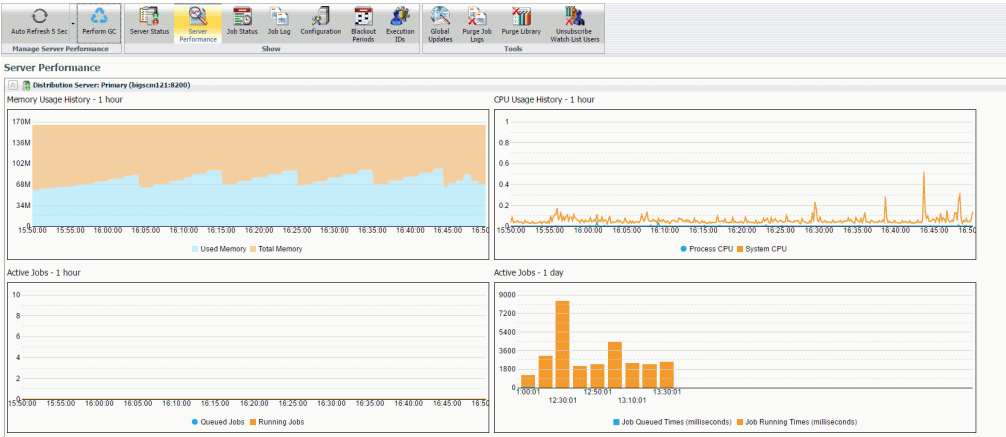 Auto Refresh 5 Sec
Perform GC
Server Status
Server
Performance
Job Status
Job Log
Configuration
Blackout
Periods
Execution
IDs
Global
Updates
Purge Job
Logs
Purge Library
Unsubscribe
Watch List Users
Manage Server Performance
Show
Tools
Server Performance
Distribution Server: Primary (bigscm121:8200)
Memory Usage History - 1 hour
170M
136M
102M
68M
34M
0
15:50:00 15:55:00 16:00:00 16:05:00 16:10:00 16:15:00 16:20:00 16:25:00 16:30:00 16:35:00 16:40:00 16:45:00 16:50
Used Memory Total Memory
CPU Usage History - 1 hour
1
0.8
0.6
0.4
0.2
0
15:50:00 15:55:00 16:00:00 16:05:00 16:10:00 16:15:00 16:20:00 16:25:00 16:30:00 16:35:00 16:40:00 16:45:00 16:50
Process CPU System CPU
Active Jobs - 1 hour
10
8
6
4
2
0
15:50:00 15:55:00 16:00:00 16:05:00 16:10:00 16:15:00 16:20:00 16:25:00 16:30:00 16:35:00 16:40:00 16:45:00 16:50
Queued Jobs Running Jobs
Active Jobs - 1 day
9000
7200
5400
3600
1800
0
1:00:01 12:50:01 13:30:01
12:30:01 13:10:01
Job Queued Times (milliseconds) Job Running Times (milliseconds)